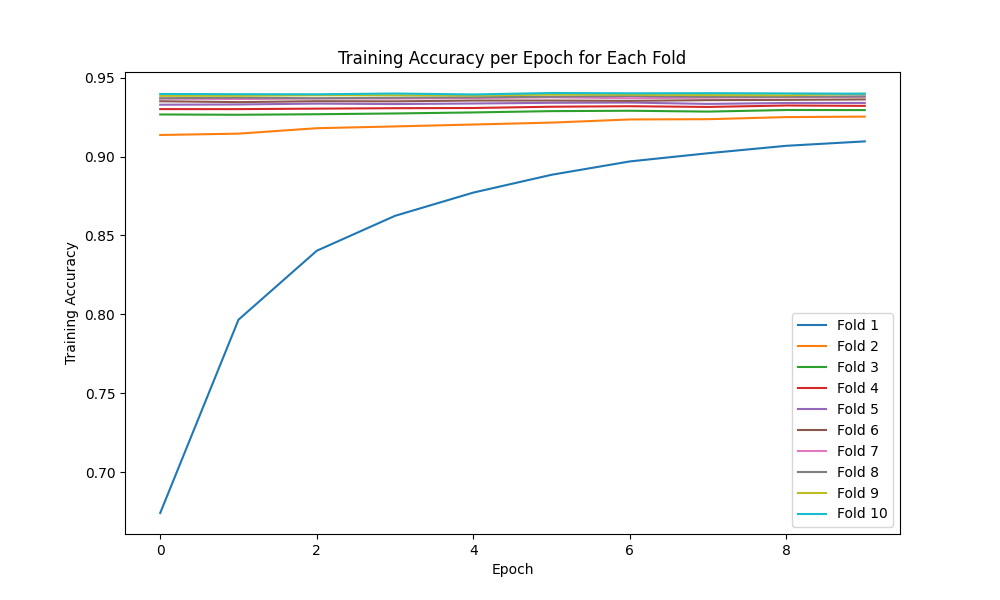 Training Accuracy per Epoch for Each Fold
0.95
0.90
0.85
0.80
0.75
0.70
Training Accuracy
0 2 4 6 8
Epoch
Fold 1
Fold 2
Fold 3
Fold 4
Fold 5
Fold 6
Fold 7
Fold 8
Fold 9
Fold 10